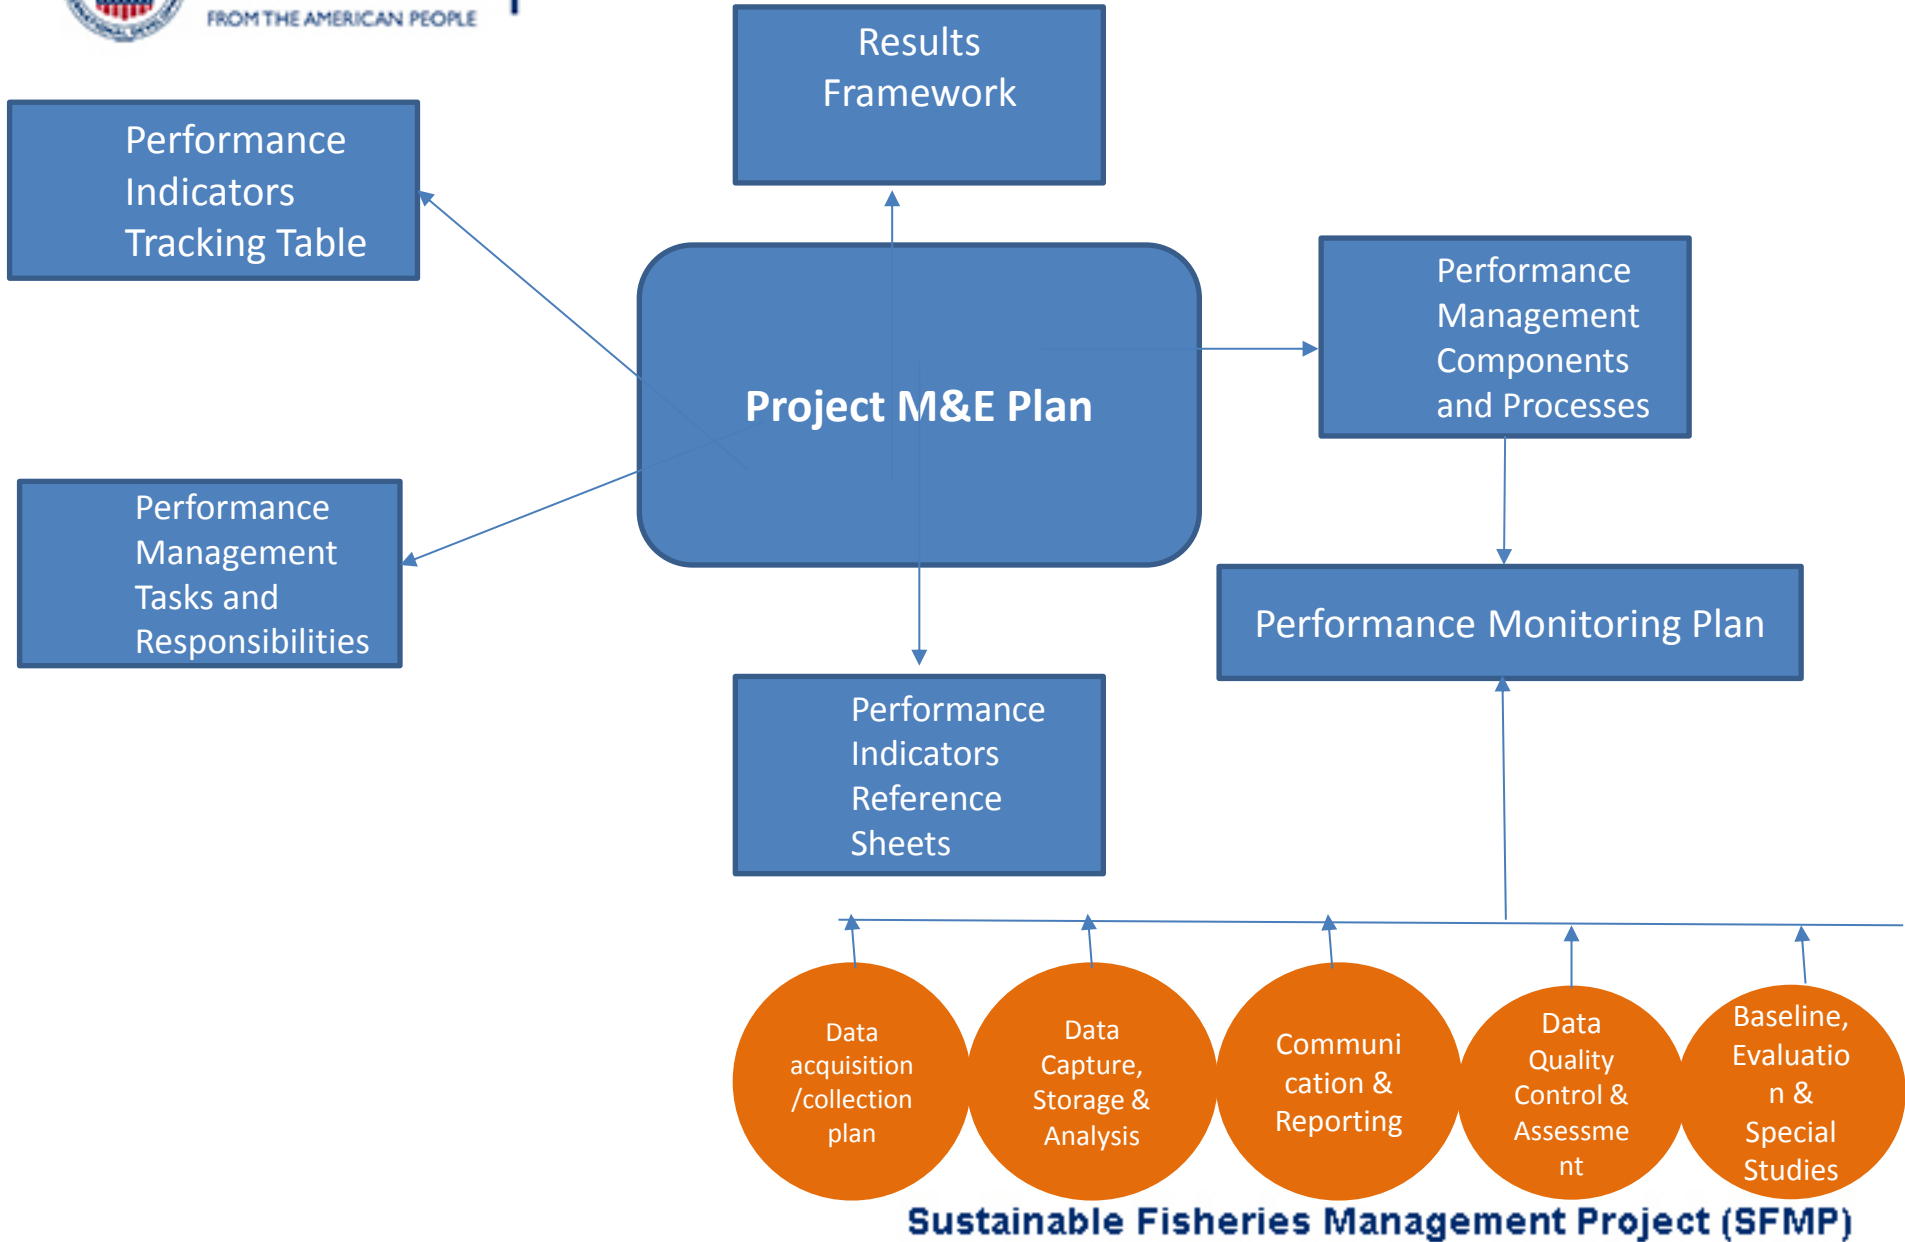 FROM THE AMERICAN PEOPLE
Results
Framework
Performance
Indicators
Tracking Table
Performance
Management
Components
and Processes
Project M&E Plan
Performance
Management
Tasks and
Responsibilities
Performance Monitoring Plan
Performance
Indicators
Reference
Sheets
Data
acquisition
/collection
plan
Data
Capture,
Storage &
Analysis
Communi
cation &
Reporting
Data
Quality
Control &
Assessme
nt
Baseline,
Evaluatio
n &
Special
Studies
Sustainable Fisheries Management Project (SFMP)